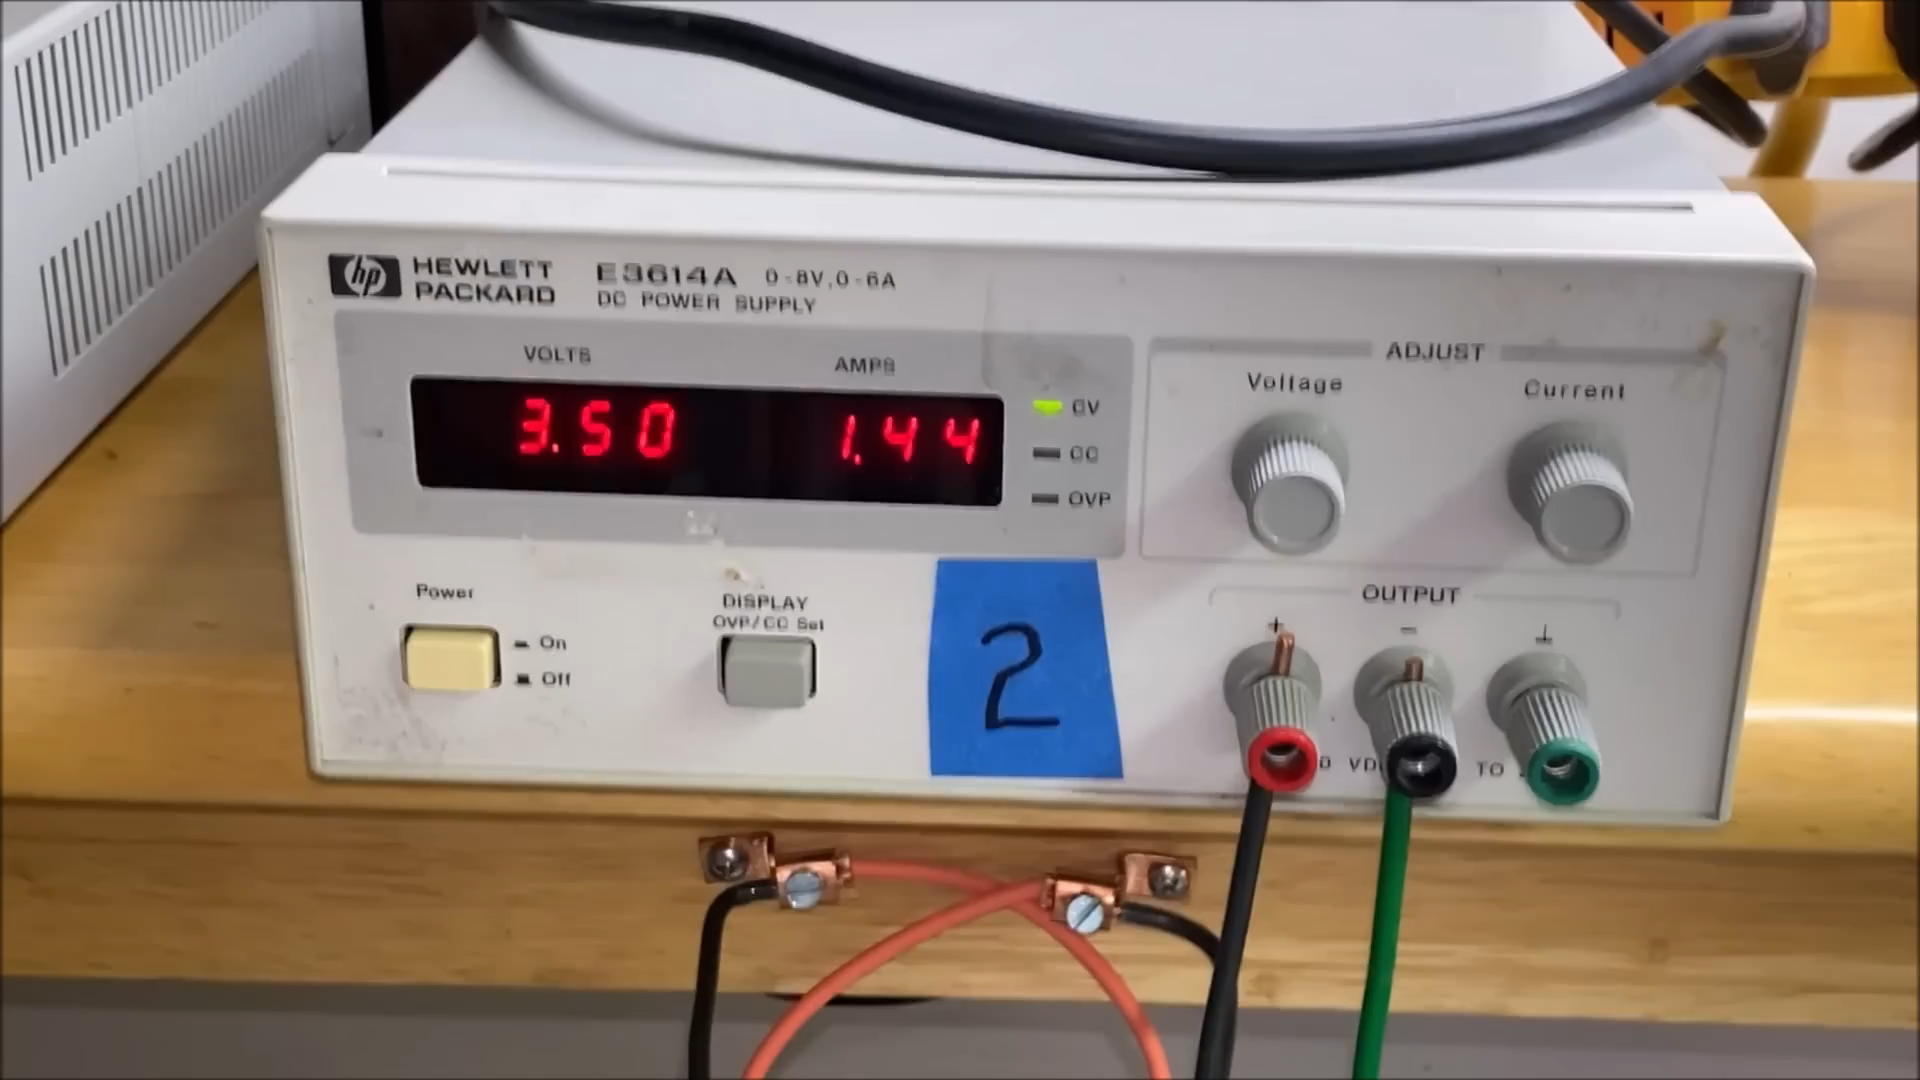 hp HEWLETT PACKARD
E3614A 0-8V,0-6A
DC POWER SUPPLY
VOLTS AMPS
3.50 1.44
CV
CC
OVP
ADJUST
Voltage Current
Power
On
Off
DISPLAY
OVP/CC Set
2
OUTPUT
+ -
TO